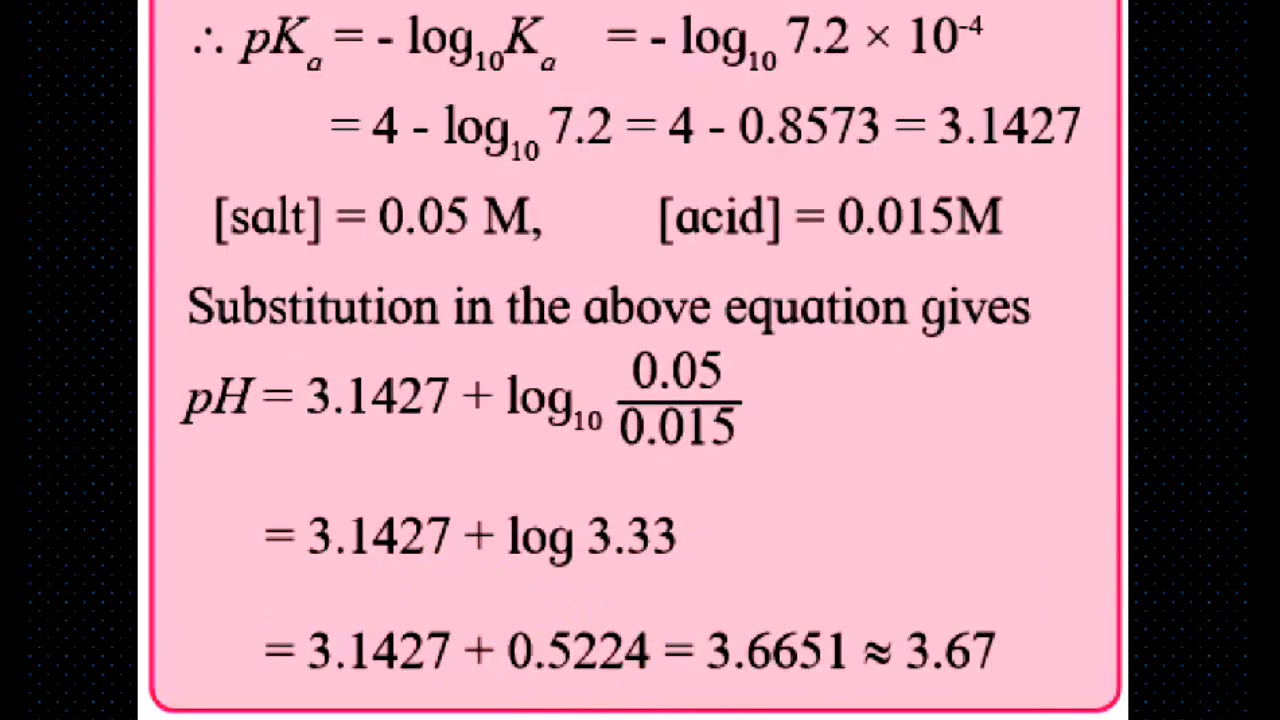 ∴ pKₐ = - log₁₀Kₐ = - log₁₀ 7.2 × 10⁻⁴
= 4 - log₁₀ 7.2 = 4 - 0.8573 = 3.1427
[salt] = 0.05 M, [acid] = 0.015M
Substitution in the above equation gives
pH = 3.1427 + log₁₀ 0.05/0.015
= 3.1427 + log 3.33
= 3.1427 + 0.5224 = 3.6651 ≈ 3.67